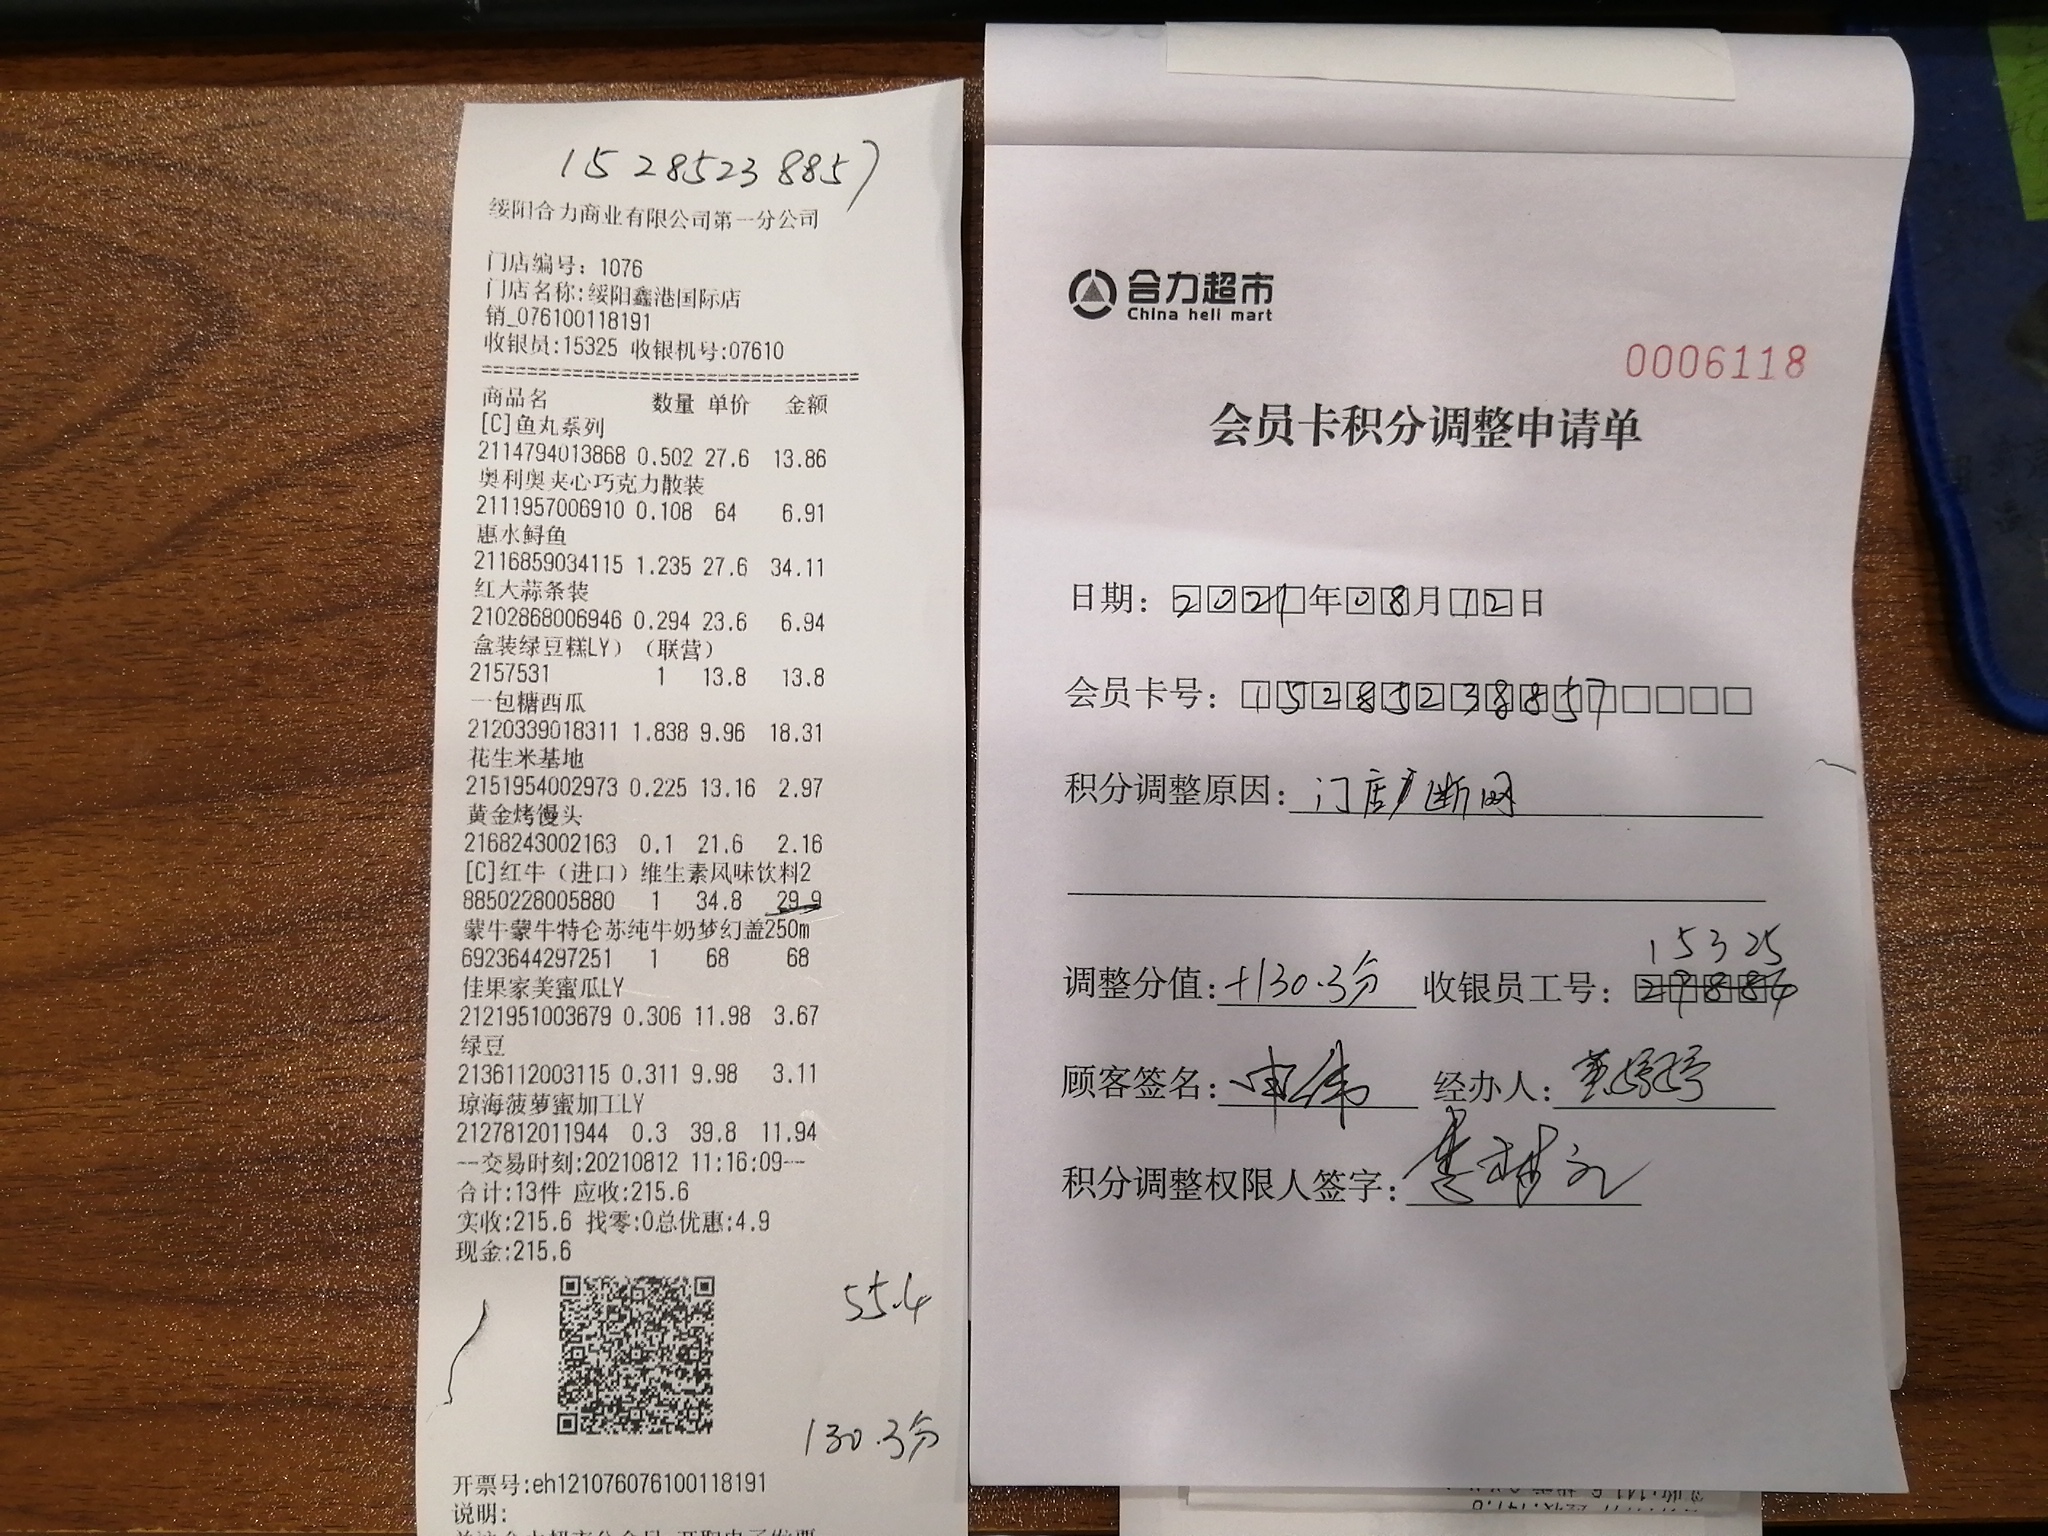 15285238857
绥阳合力商业有限公司第一分公司
门店编号：1076
门店名称:绥阳鑫港国际店
销_076100118191
收银员:15325 收银机号:07610
商品名 数量 单价 金额
[C]鱼丸系列
2114794013868 0.502 27.6 13.86
奥利奥夹心巧克力散装
2111957006910 0.108 64 6.91
惠水鲟鱼
2116859034115 1.235 27.6 34.11
红大蒜条装
2102868006946 0.294 23.6 6.94
盒装绿豆糕LY）（联营）
2157531 1 13.8 13.8
一包糖西瓜
2120339018311 1.838 9.96 18.31
花生米基地
2151954002973 0.225 13.16 2.97
黄金烤馒头
2168243002163 0.1 21.6 2.16
[C]红牛（进口）维生素风味饮料2
8850228005880 1 34.8 29.9
蒙牛蒙牛特仑苏纯牛奶梦幻盖250m
6923644297251 1 68 68
佳果家美蜜瓜LY
2121951003679 0.306 11.98 3.67
绿豆
2136112003115 0.311 9.98 3.11
琼海菠萝蜜加工LY
2127812011944 0.3 39.8 11.94
--交易时刻:20210812 11:16:09--
合计:13件 应收:215.6
实收:215.6 找零:0总优惠:4.9
现金:215.6
55.4
130.3分
开票号:eh121076076100118191
说明:
合力超市
China heli mart
0006118
会员卡积分调整申请单
日期：2021年08月12日
会员卡号：15285238857
积分调整原因：门店断网
15325
调整分值：+130.3分 收银员工号：29884
顾客签名： 经办人：
积分调整权限人签字：